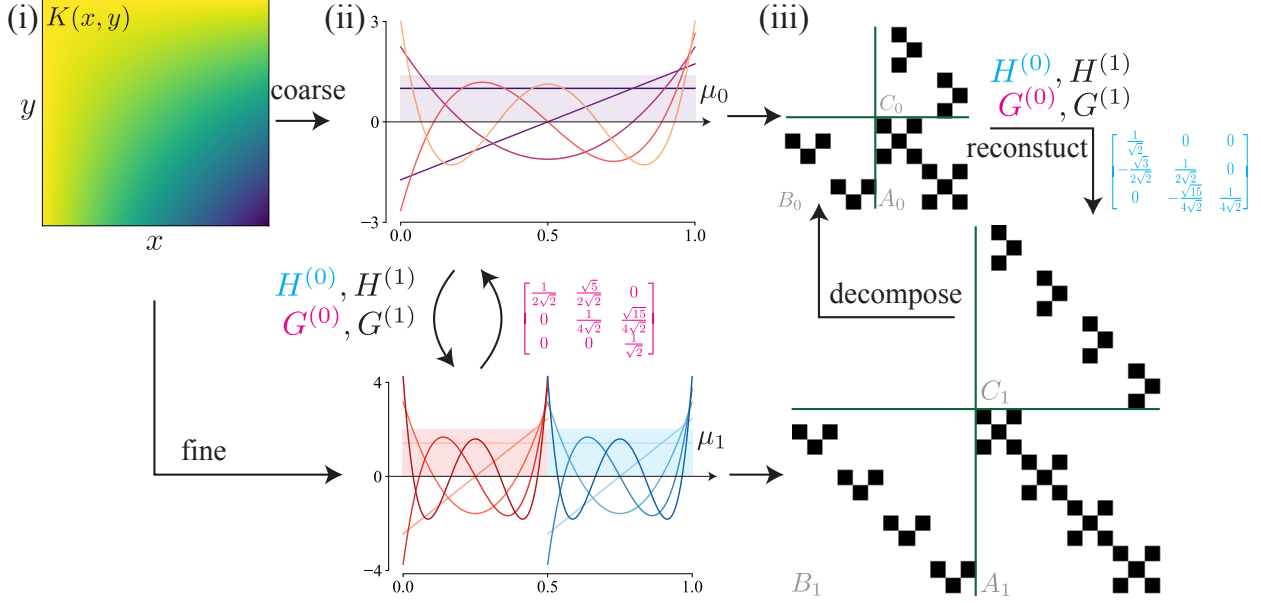 (i)
K(x, y)
y
x
coarse
fine
(ii)
3
0
−3
0.0 0.5 1.0
μ₀
H⁽⁰⁾, H⁽¹⁾
G⁽⁰⁾, G⁽¹⁾
1/2√2 √5/2√2 0
0 1/4√2 √15/4√2
0 0 1/√2
4
0
−4
0.0 0.5 1.0
μ₁
(iii)
C₀
B₀ A₀
H⁽⁰⁾, H⁽¹⁾
G⁽⁰⁾, G⁽¹⁾
reconstuct
1/√2 0 0
−√3/2√2 1/2√2 0
0 −√15/4√2 1/4√2
decompose
C₁
B₁ A₁